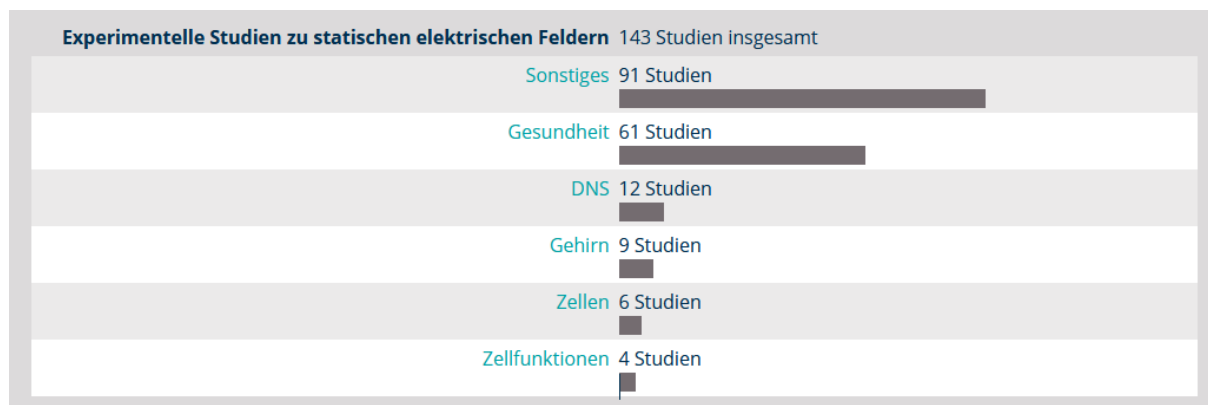 Experimentelle Studien zu statischen elektrischen Feldern 143 Studien insgesamt
Sonstiges 91 Studien
Gesundheit 61 Studien
DNS 12 Studien
Gehirn 9 Studien
Zellen 6 Studien
Zellfunktionen 4 Studien